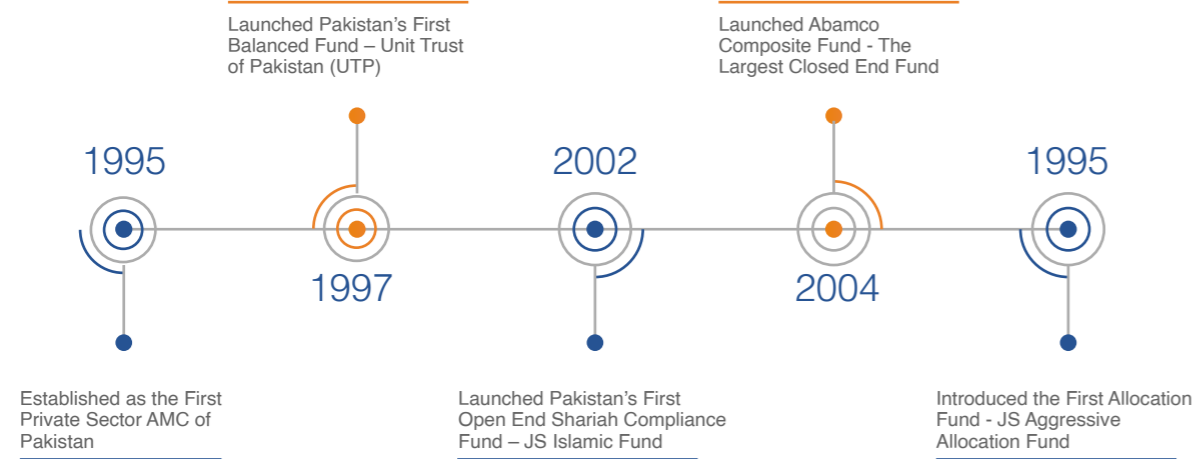 Launched Pakistan's First
Balanced Fund – Unit Trust
of Pakistan (UTP)
Launched Abamco
Composite Fund - The
Largest Closed End Fund
1995
2002
1995
1997
2004
Established as the First
Private Sector AMC of
Pakistan
Launched Pakistan's First
Open End Shariah Compliance
Fund – JS Islamic Fund
Introduced the First Allocation
Fund - JS Aggressive
Allocation Fund